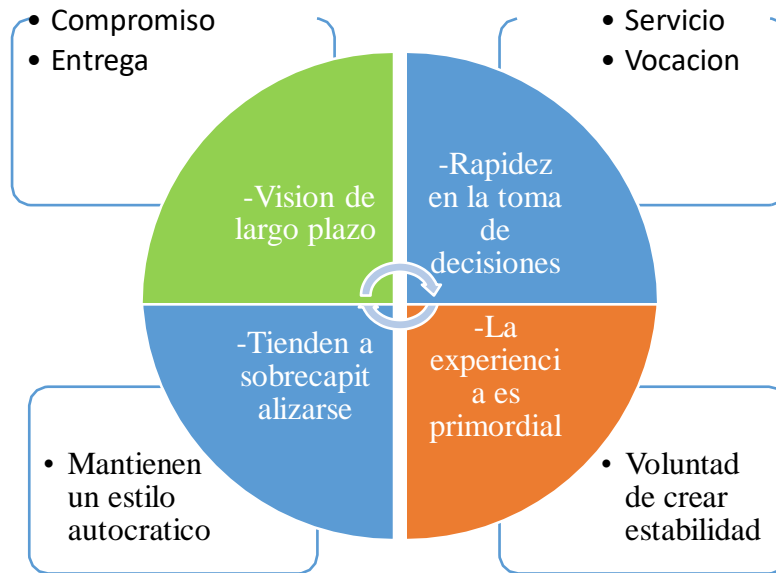 • Compromiso
• Entrega
• Servicio
• Vocacion
-Vision de
largo plazo
-Rapidez
en la toma
de
decisiones
-Tienden a
sobrecapit
alizarse
-La
experienci
a es
primordial
• Mantienen
un estilo
autocratico
• Voluntad
de crear
estabilidad